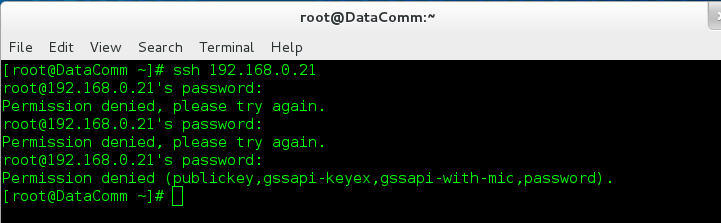 root@DataComm:~
File Edit View Search Terminal Help
[root@DataComm ~]# ssh 192.168.0.21
root@192.168.0.21's password:
Permission denied, please try again.
root@192.168.0.21's password:
Permission denied, please try again.
root@192.168.0.21's password:
Permission denied (publickey,gssapi-keyex,gssapi-with-mic,password).
[root@DataComm ~]#